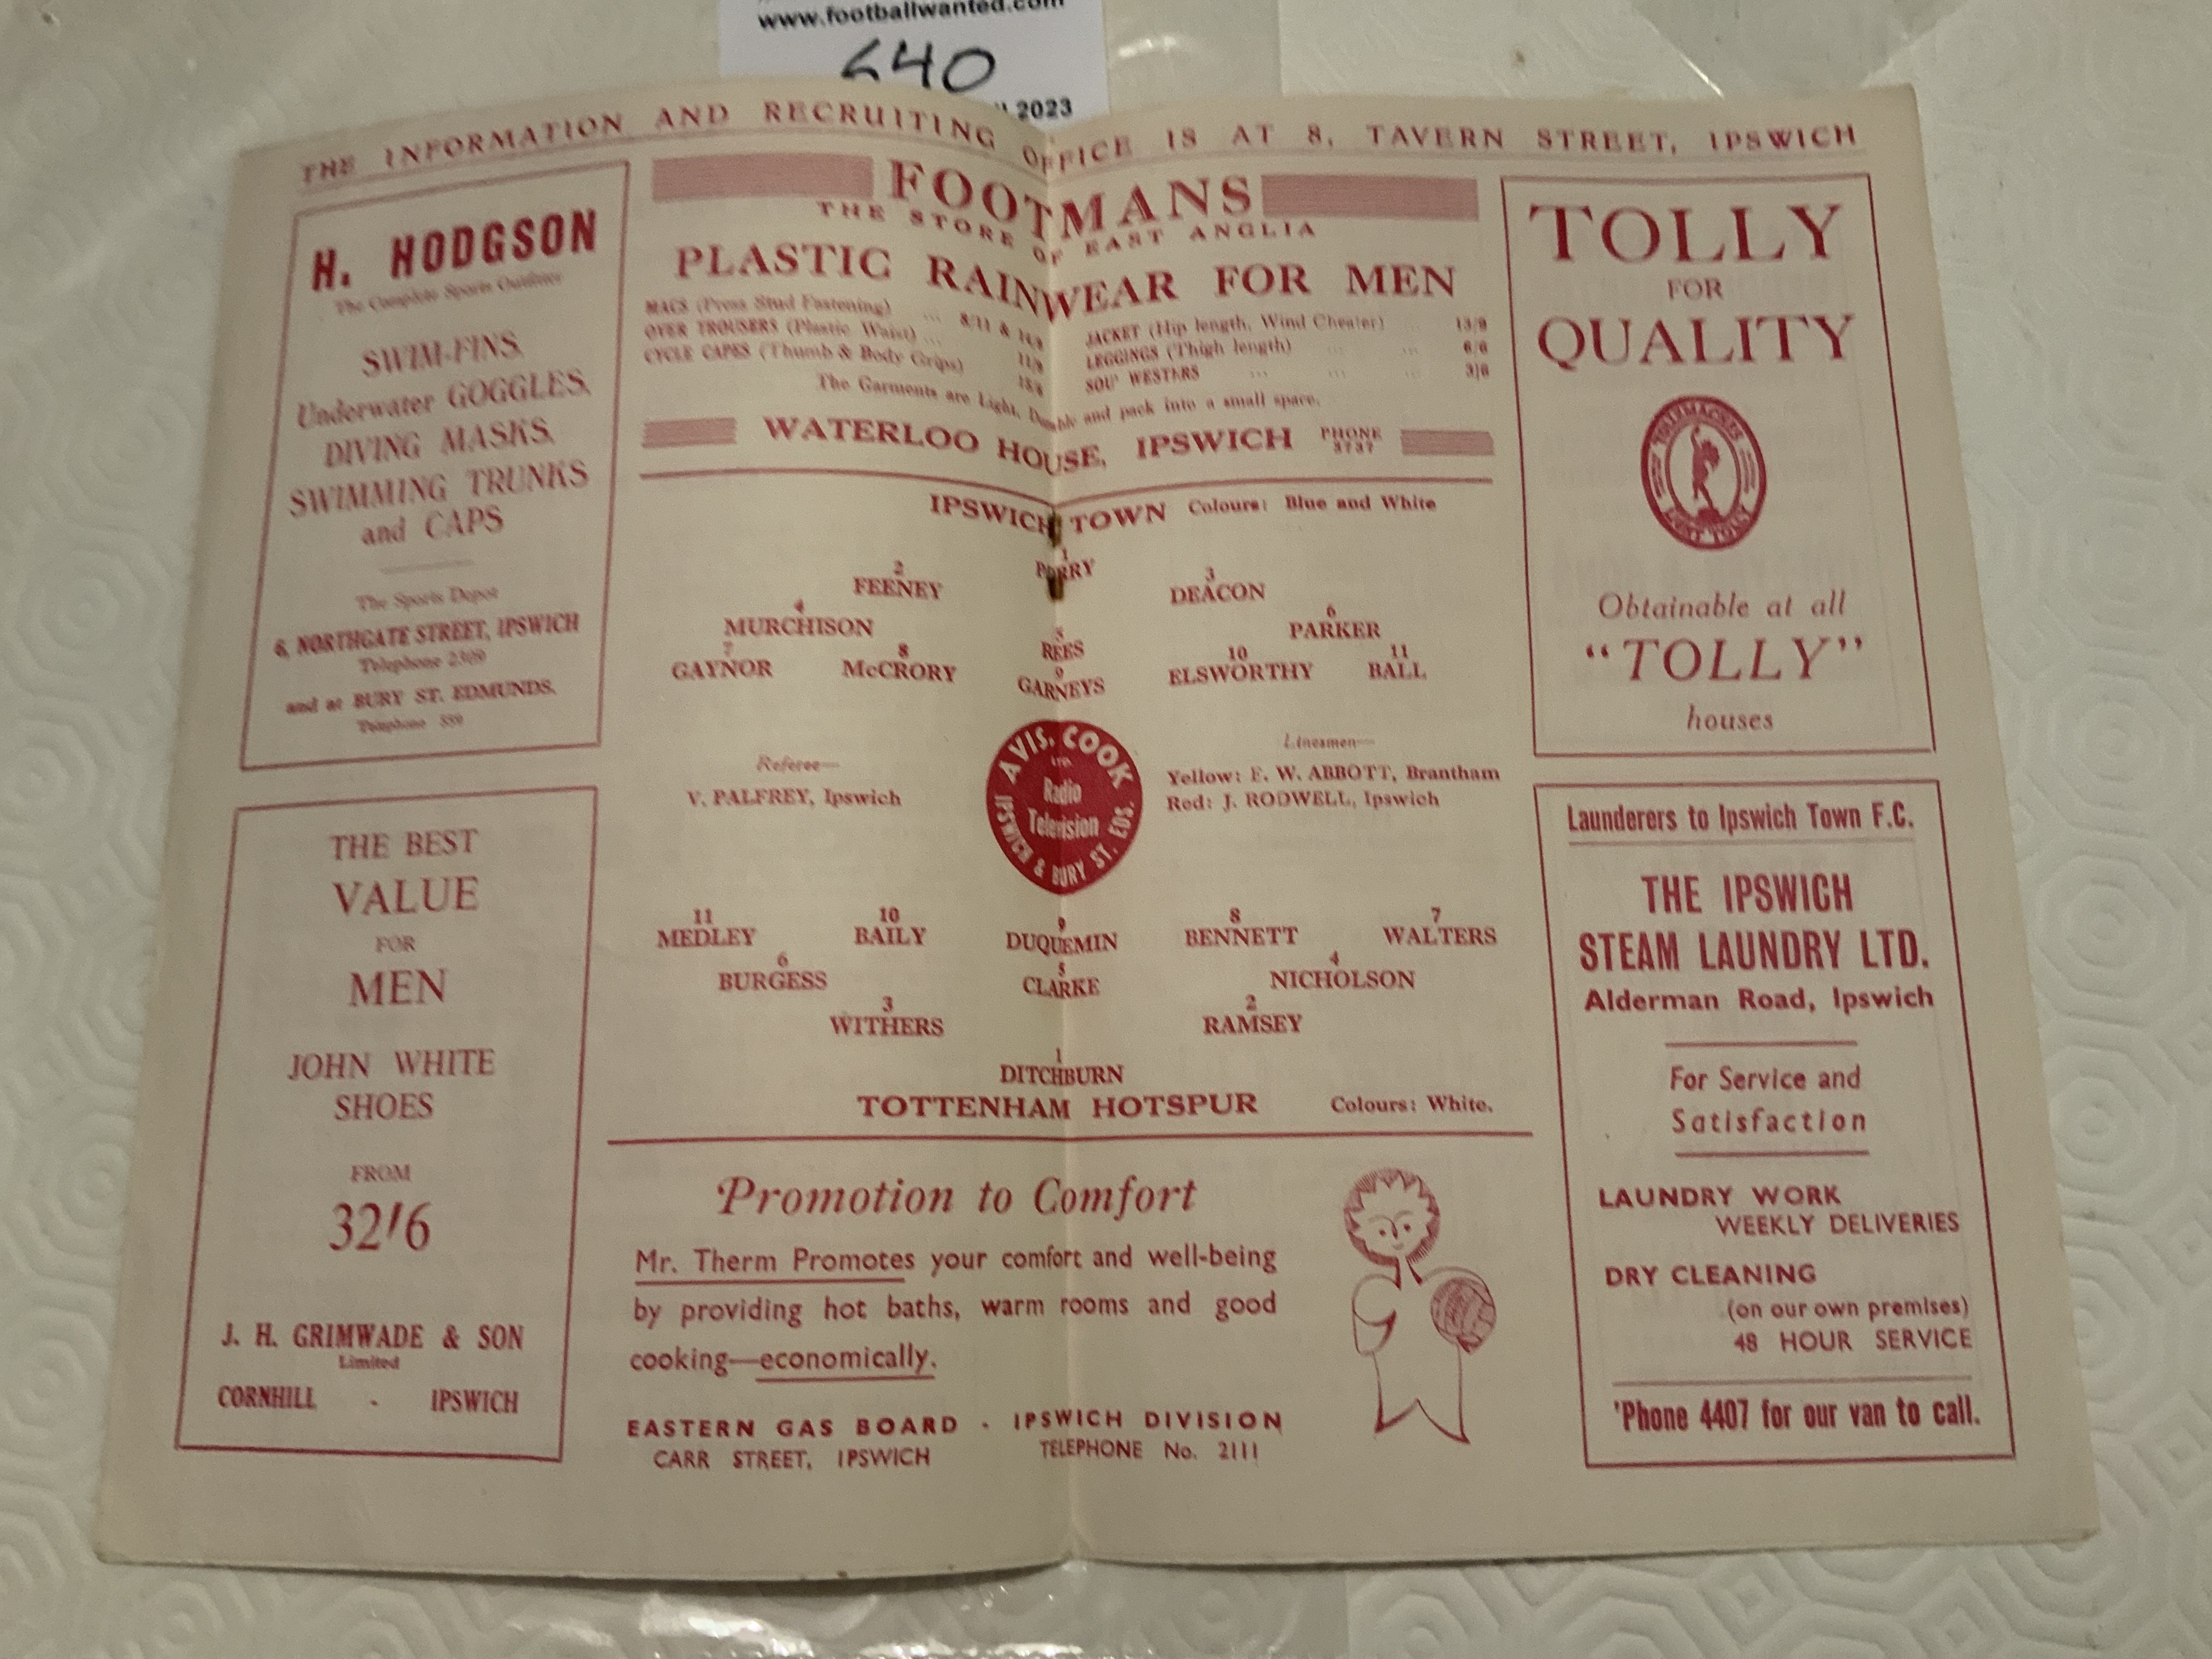 www.footballwanted.com
640
2023
THE INFORMATION AND RECRUITING OFFICE IS AT 8, TAVERN STREET, IPSWICH
H. HODGSON
The Complete Sports Outfitter
SWIM-FINS,
Underwater GOGGLES,
DIVING MASKS,
SWIMMING TRUNKS
and CAPS
The Sports Depot
6, NORTHGATE STREET, IPSWICH
Telephone
and at BURY ST. EDMUNDS.
Telephone 559
THE BEST
VALUE
FOR
MEN
JOHN WHITE
SHOES
FROM
32/6
J. H. GRIMWADE & SON
Limited
CORNHILL - IPSWICH
FOOTMANS
THE STORE OF EAST ANGLIA
PLASTIC RAINWEAR FOR MEN
MACS (Press Stud Fastening) ... 8/11 &
OVER TROUSERS (Plastic Waist) ...
CYCLE CAPES (Thumb & Body Grips)
JACKET (Hip length, Wind Cheater)
LEGGINGS (Thigh length) ... ... 6/6
SOU' WESTERS ... ... ...
The Garments are Light, Durable and pack into a small space.
WATERLOO HOUSE, IPSWICH PHONE 3737
IPSWICH TOWN Colours: Blue and White
1
PARRY
2 3
FEENEY DEACON
4 6
MURCHISON PARKER
5
REES
7 8 10 11
GAYNOR McCRORY ELSWORTHY BALL
9
GARNEYS
Referee—
V. PALFREY, Ipswich
AVIS, COOK
LTD.
Radio
Television
IPSWICH & BURY ST. EDS.
Linesmen—
Yellow: E. W. ABBOTT, Brantham
Red: J. RODWELL, Ipswich
11 10 9 8 7
MEDLEY BAILY DUQUEMIN BENNETT WALTERS
6 5 4
BURGESS CLARKE NICHOLSON
3 2
WITHERS RAMSEY
1
DITCHBURN
TOTTENHAM HOTSPUR Colours: White.
Promotion to Comfort
Mr. Therm Promotes your comfort and well-being
by providing hot baths, warm rooms and good
cooking—economically.
EASTERN GAS BOARD - IPSWICH DIVISION
CARR STREET, IPSWICH TELEPHONE No. 2111
TOLLY
FOR
QUALITY
TOLLEMACHES
Obtainable at all
"TOLLY"
houses
Launderers to Ipswich Town F.C.
THE IPSWICH
STEAM LAUNDRY LTD.
Alderman Road, Ipswich
For Service and
Satisfaction
LAUNDRY WORK
WEEKLY DELIVERIES
DRY CLEANING
(on our own premises)
48 HOUR SERVICE
'Phone 4407 for our van to call.